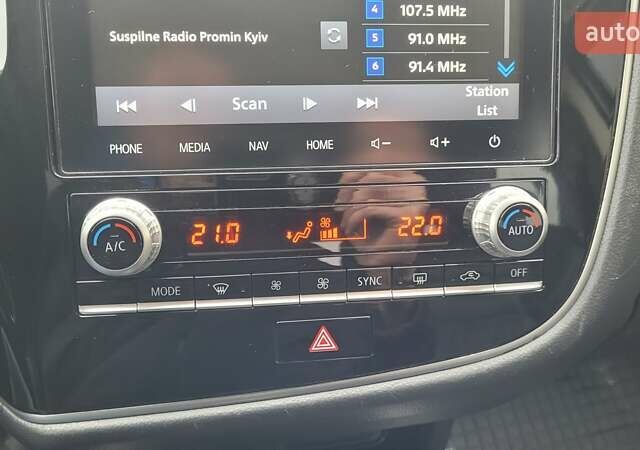 4 107.5 MHz
auto
Suspilne Radio Promin Kyiv
5 91.0 MHz
6 91.4 MHz
Scan
Station
List
PHONE MEDIA NAV HOME
21.0 22.0
A/C AUTO
MODE SYNC OFF